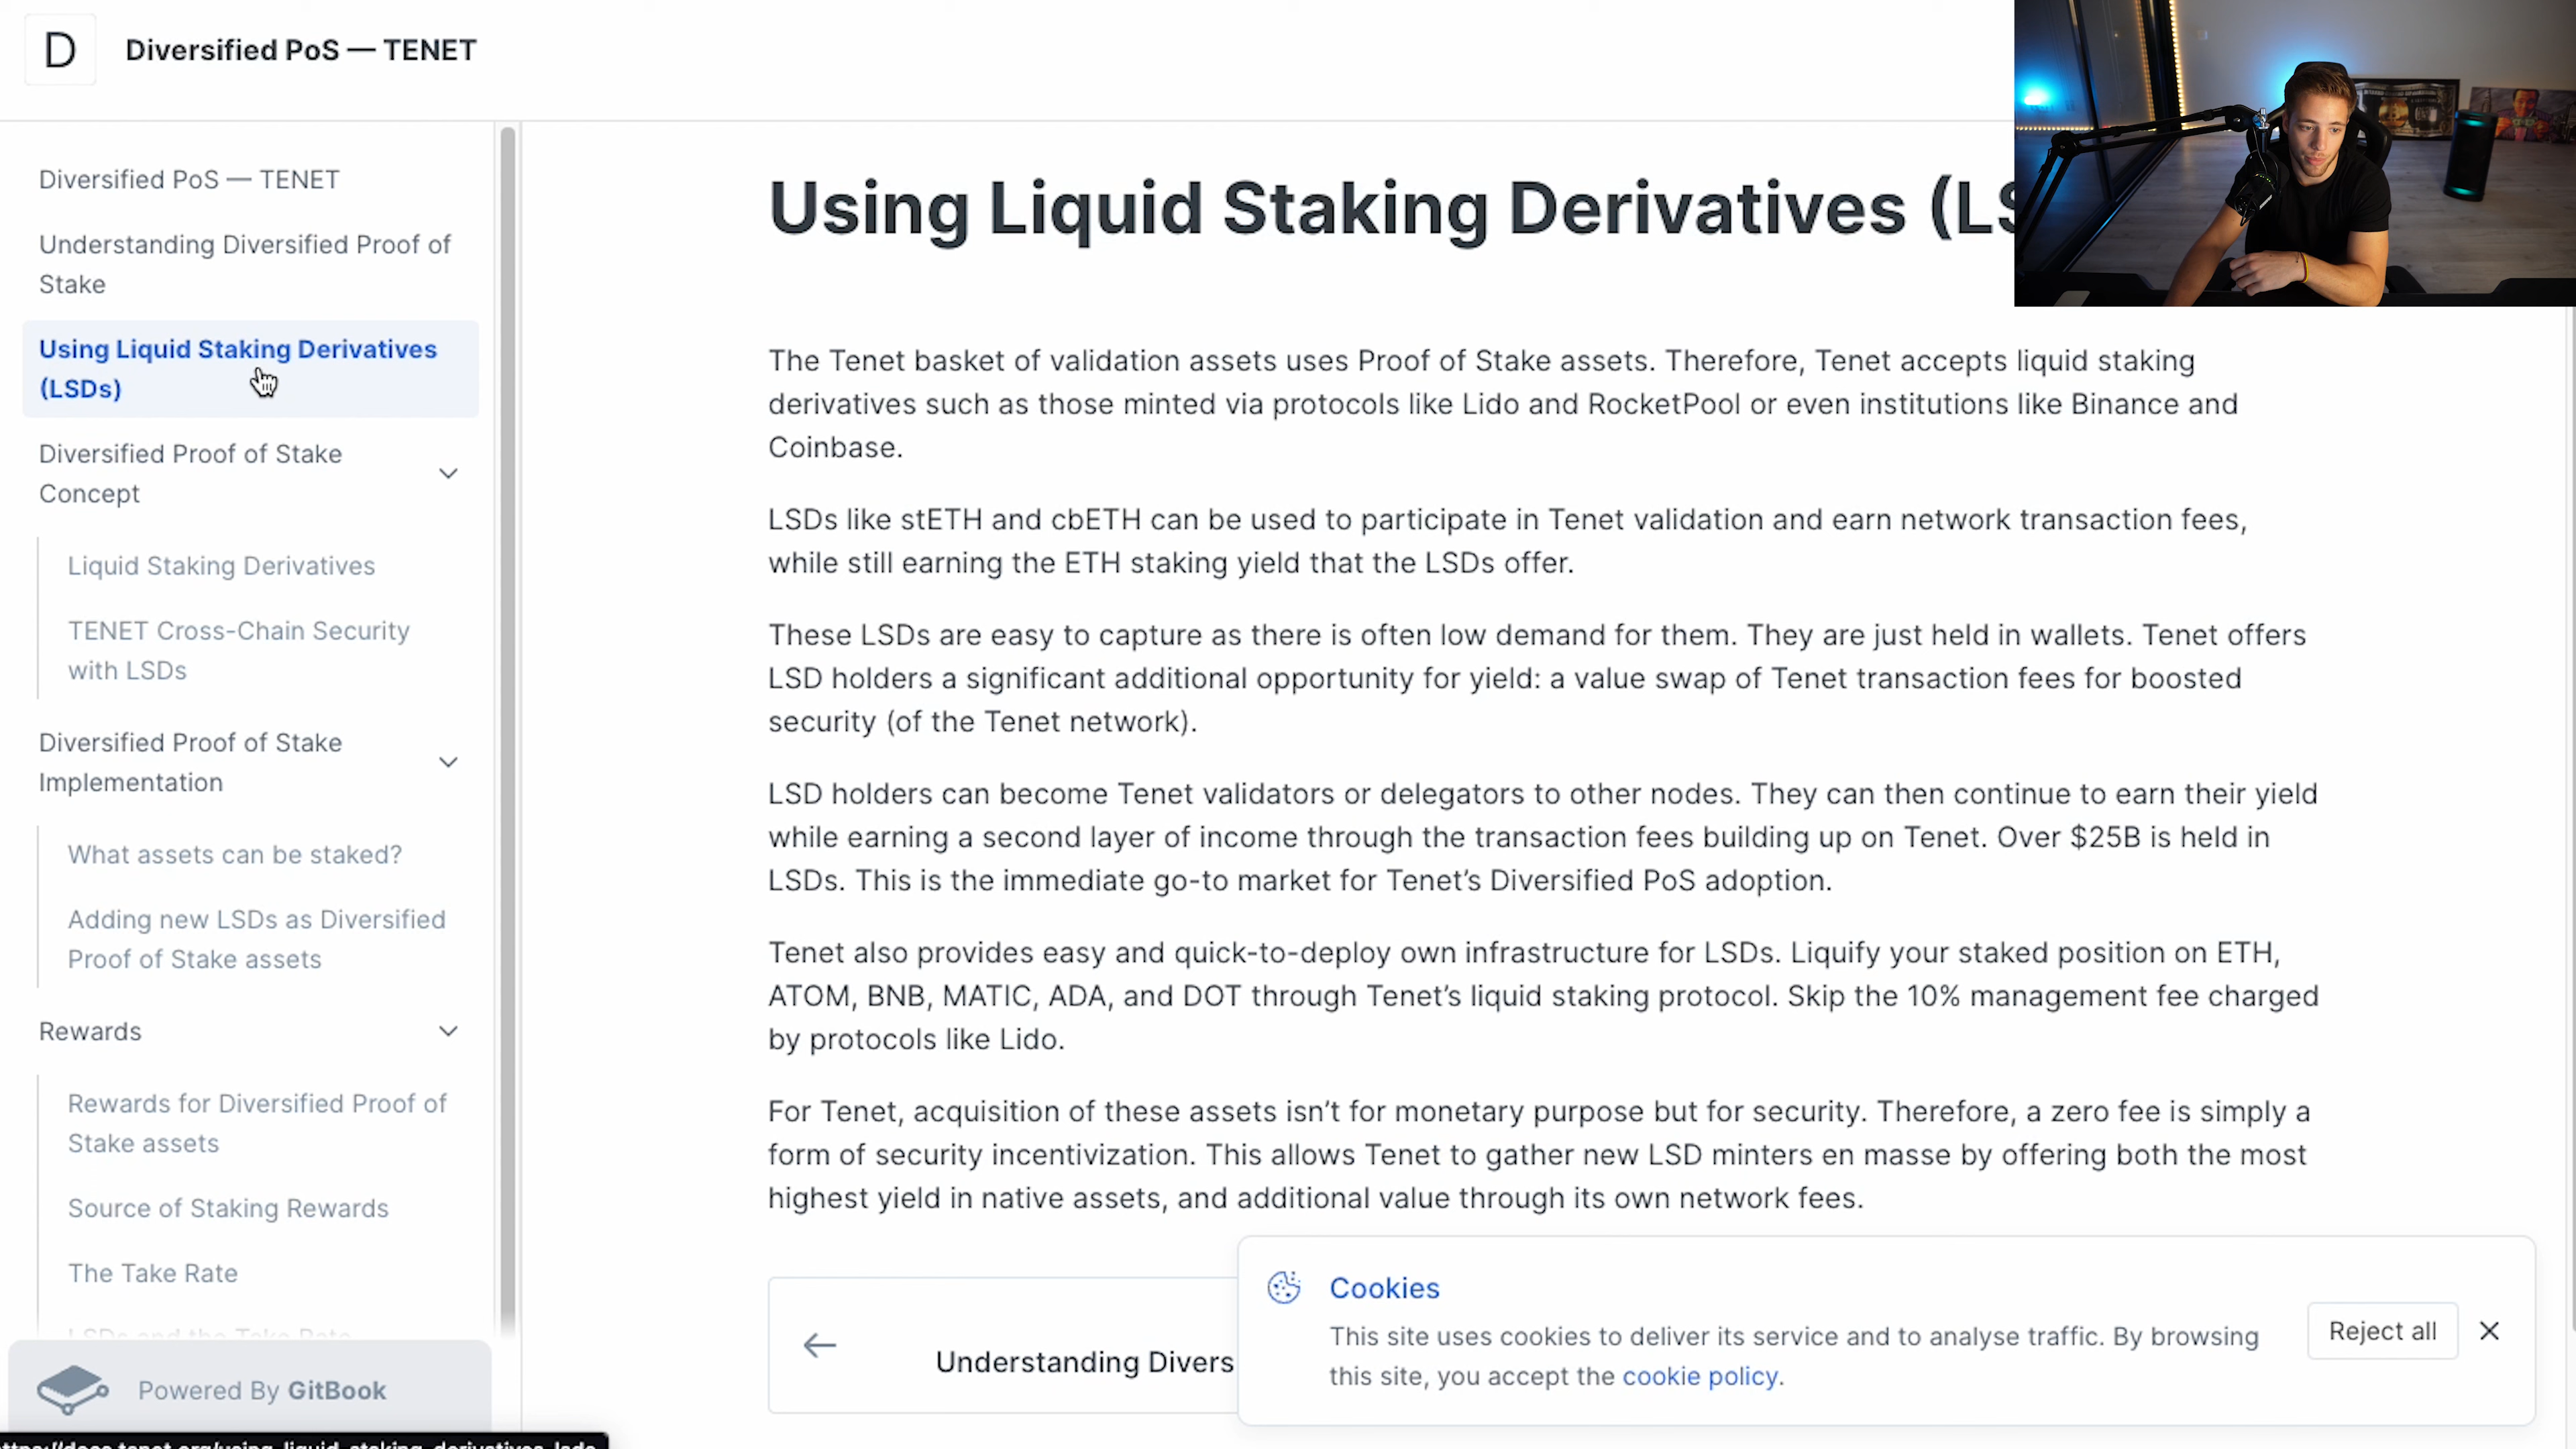 D
Diversified PoS — TENET
Diversified PoS — TENET
Understanding Diversified Proof of
Stake
Using Liquid Staking Derivatives
(LSDs)
Diversified Proof of Stake
Concept
Liquid Staking Derivatives
TENET Cross-Chain Security
with LSDs
Diversified Proof of Stake
Implementation
What assets can be staked?
Adding new LSDs as Diversified
Proof of Stake assets
Rewards
Rewards for Diversified Proof of
Stake assets
Source of Staking Rewards
The Take Rate
LSDs and the Take Rate
Powered By GitBook
Using Liquid Staking Derivatives (LS
The Tenet basket of validation assets uses Proof of Stake assets. Therefore, Tenet accepts liquid staking
derivatives such as those minted via protocols like Lido and RocketPool or even institutions like Binance and
Coinbase.
LSDs like stETH and cbETH can be used to participate in Tenet validation and earn network transaction fees,
while still earning the ETH staking yield that the LSDs offer.
These LSDs are easy to capture as there is often low demand for them. They are just held in wallets. Tenet offers
LSD holders a significant additional opportunity for yield: a value swap of Tenet transaction fees for boosted
security (of the Tenet network).
LSD holders can become Tenet validators or delegators to other nodes. They can then continue to earn their yield
while earning a second layer of income through the transaction fees building up on Tenet. Over $25B is held in
LSDs. This is the immediate go-to market for Tenet’s Diversified PoS adoption.
Tenet also provides easy and quick-to-deploy own infrastructure for LSDs. Liquify your staked position on ETH,
ATOM, BNB, MATIC, ADA, and DOT through Tenet’s liquid staking protocol. Skip the 10% management fee charged
by protocols like Lido.
For Tenet, acquisition of these assets isn’t for monetary purpose but for security. Therefore, a zero fee is simply a
form of security incentivization. This allows Tenet to gather new LSD minters en masse by offering both the most
highest yield in native assets, and additional value through its own network fees.
Understanding Divers
Cookies
This site uses cookies to deliver its service and to analyse traffic. By browsing
this site, you accept the cookie policy.
Reject all